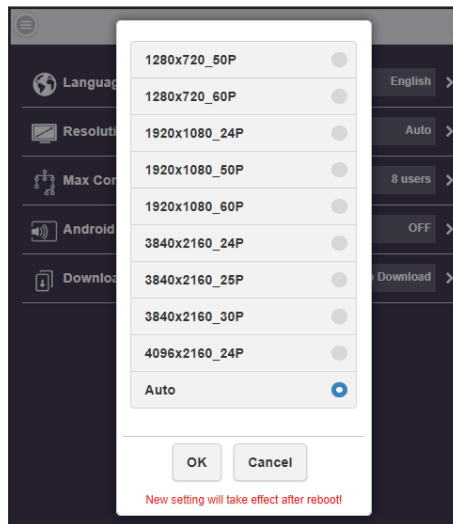 1280x720_50P
1280x720_60P
1920x1080_24P
1920x1080_50P
1920x1080_60P
3840x2160_24P
3840x2160_25P
3840x2160_30P
4096x2160_24P
Auto
OK Cancel
New setting will take effect after reboot!
Languag English
Resoluti Auto
Max Con 8 users
Android OFF
Downloa Download